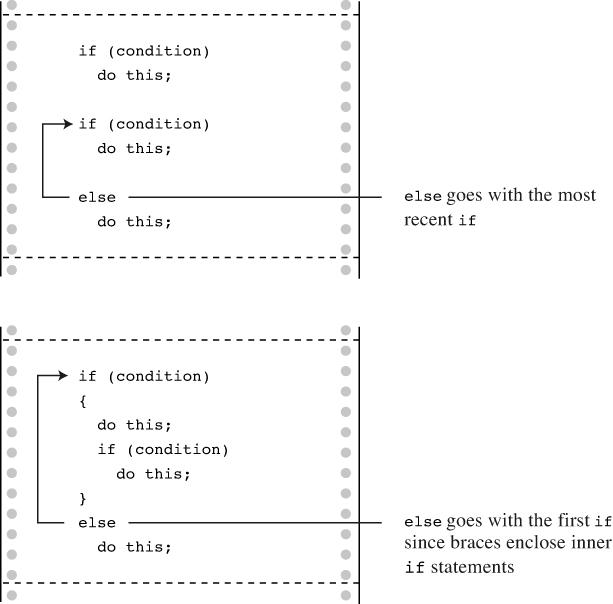 if (condition)
do this;
if (condition)
do this;
else
do this;
else goes with the most
recent if
if (condition)
{
do this;
if (condition)
do this;
}
else
do this;
else goes with the first if
since braces enclose inner
if statements